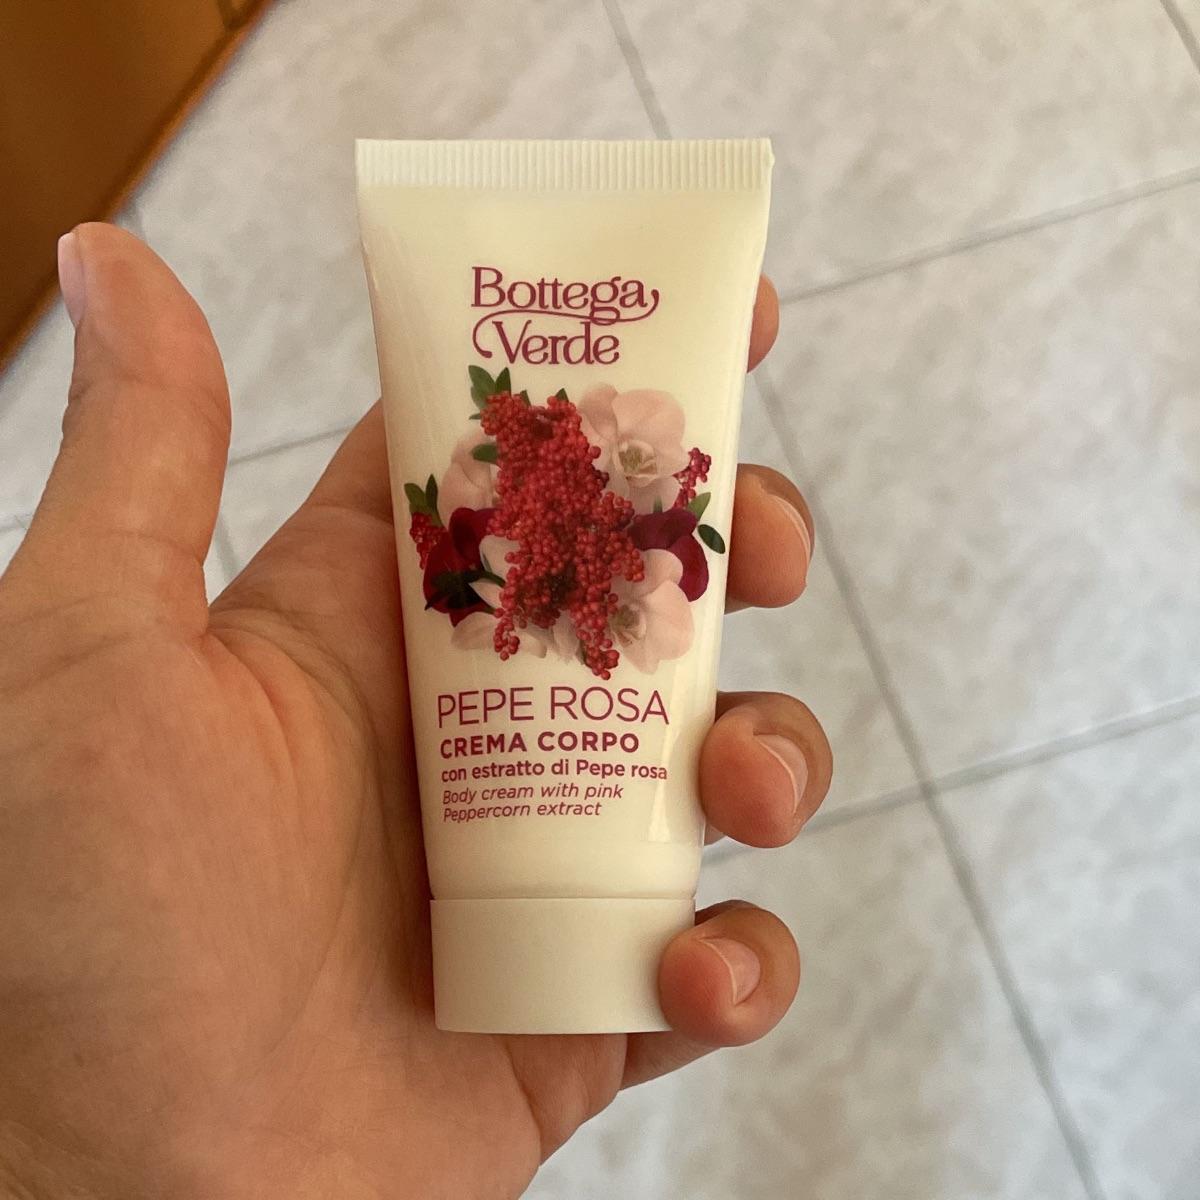 Bottega
Verde
PEPE ROSA
CREMA CORPO
con estratto di Pepe rosa
Body cream with pink
Peppercorn extract